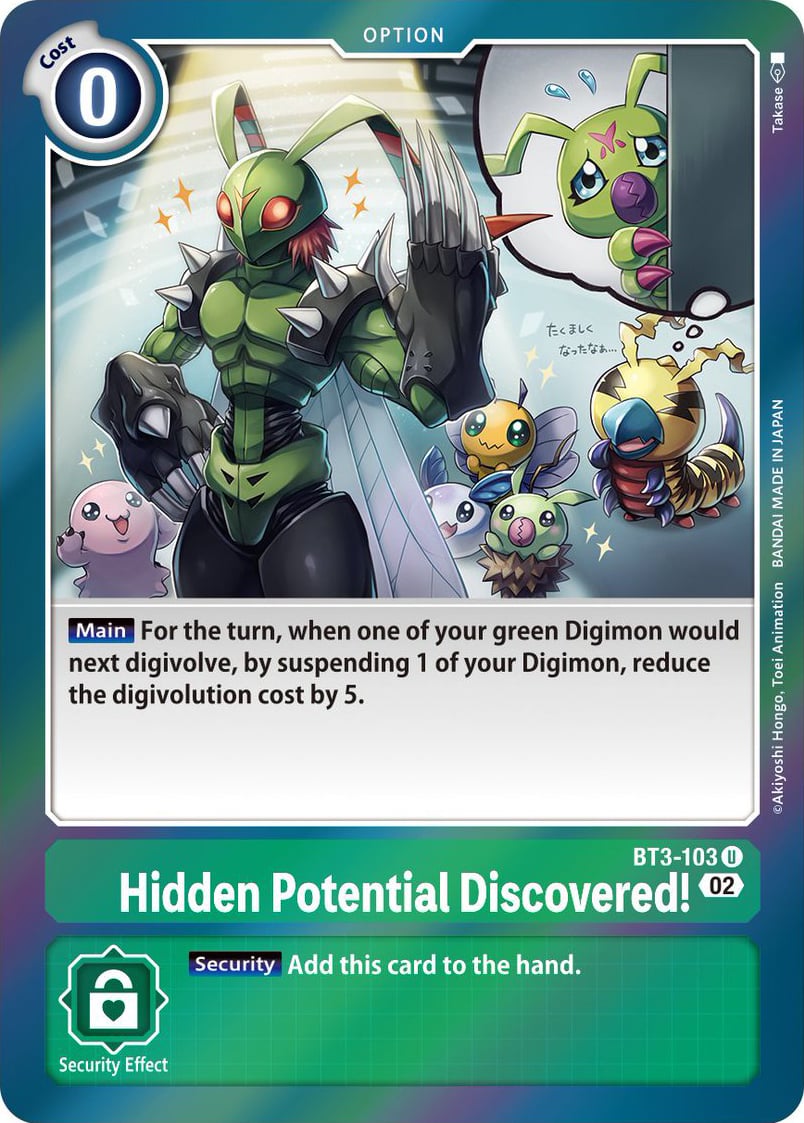 OPTION
Cost
0
Takase
たくましく
なったなぁ...
Main For the turn, when one of your green Digimon would
next digivolve, by suspending 1 of your Digimon, reduce
the digivolution cost by 5.
©Akiyoshi Hongo, Toei Animation BANDAI MADE IN JAPAN
BT3-103 U
Hidden Potential Discovered! 02
Security Add this card to the hand.
Security Effect